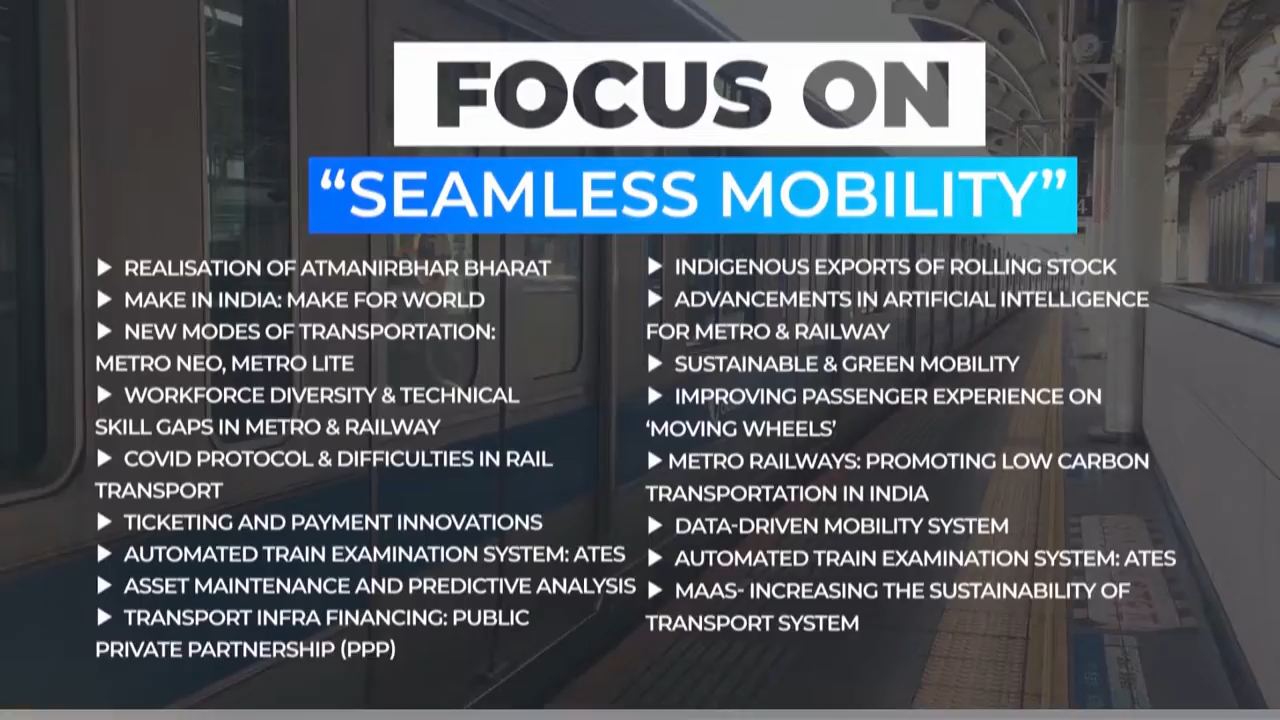 FOCUS ON
“SEAMLESS MOBILITY”
▶ REALISATION OF ATMANIRBHAR BHARAT
▶ MAKE IN INDIA: MAKE FOR WORLD
▶ NEW MODES OF TRANSPORTATION:
METRO NEO, METRO LITE
▶ WORKFORCE DIVERSITY & TECHNICAL
SKILL GAPS IN METRO & RAILWAY
▶ COVID PROTOCOL & DIFFICULTIES IN RAIL
TRANSPORT
▶ TICKETING AND PAYMENT INNOVATIONS
▶ AUTOMATED TRAIN EXAMINATION SYSTEM: ATES
▶ ASSET MAINTENANCE AND PREDICTIVE ANALYSIS
▶ TRANSPORT INFRA FINANCING: PUBLIC
PRIVATE PARTNERSHIP (PPP)
▶ INDIGENOUS EXPORTS OF ROLLING STOCK
▶ ADVANCEMENTS IN ARTIFICIAL INTELLIGENCE
FOR METRO & RAILWAY
▶ SUSTAINABLE & GREEN MOBILITY
▶ IMPROVING PASSENGER EXPERIENCE ON
‘MOVING WHEELS’
▶ METRO RAILWAYS: PROMOTING LOW CARBON
TRANSPORTATION IN INDIA
▶ DATA-DRIVEN MOBILITY SYSTEM
▶ AUTOMATED TRAIN EXAMINATION SYSTEM: ATES
▶ MAAS- INCREASING THE SUSTAINABILITY OF
TRANSPORT SYSTEM
4